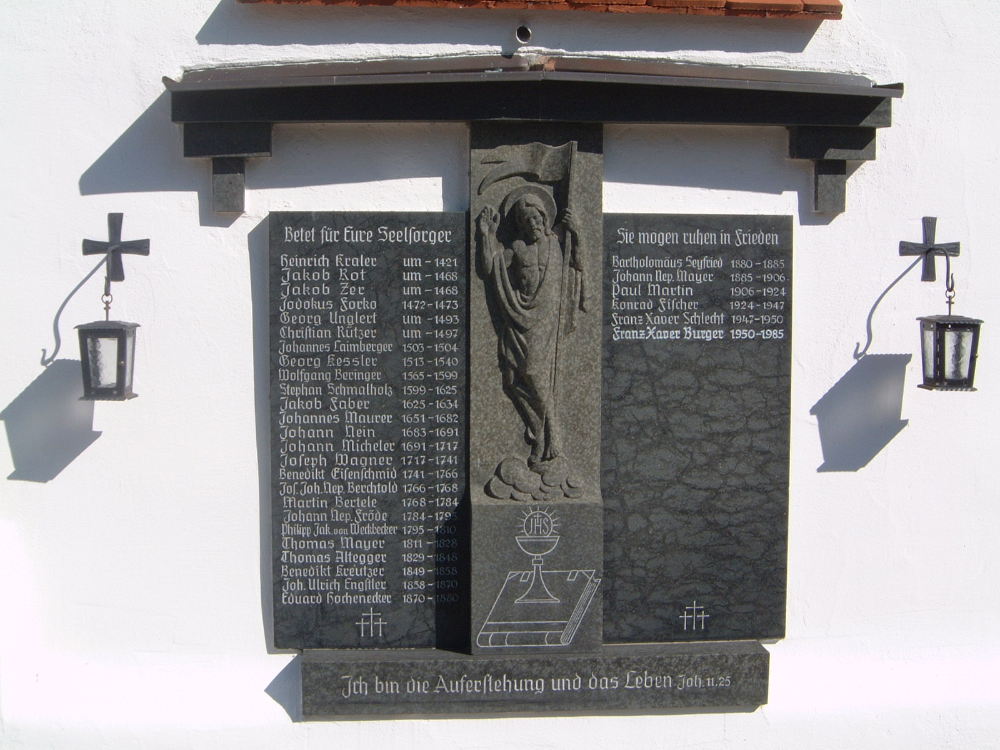 Betet für Eure Seelsorger
Heinrich Kraler um - 1421
Jakob Rot um - 1468
Jakob Zer um - 1468
Jodokus Forko 1472-1473
Georg Unglert um - 1493
Christian Rützer um - 1497
Johannes Laimberger 1503-1504
Georg Kessler 1513-1540
Wolfgang Beringer 1565-1599
Stephan Schmalholz 1599-1625
Jakob Faber 1625-1634
Johannes Maurer 1651-1682
Johann Nein 1683-1691
Johann Micheler 1691-1717
Joseph Wagner 1717-1741
Benedikt Eisenschmid 1741-1766
Jos. Joh. Nep. Berchtold 1766-1768
Martin Bertele 1768-1784
Johann Nep. Fröde 1784-1795
Philipp Jak. von Weckbecker 1795-1810
Thomas Mayer 1811-1828
Thomas Altegger 1829-1848
Benedikt Kreutzer 1849-1858
Joh. Ulrich Engstler 1858-1870
Eduard Hochenecker 1870-1880
JHS
Sie mögen ruhen in Frieden
Bartholomäus Seyfried 1880-1885
Johann Nep. Mayer 1885-1906
Paul Martin 1906-1924
Konrad Fischer 1924-1947
Franz Xaver Schlecht 1947-1950
Franz Xaver Burger 1950-1985
Ich bin die Auferstehung und das Leben Joh. 11.25